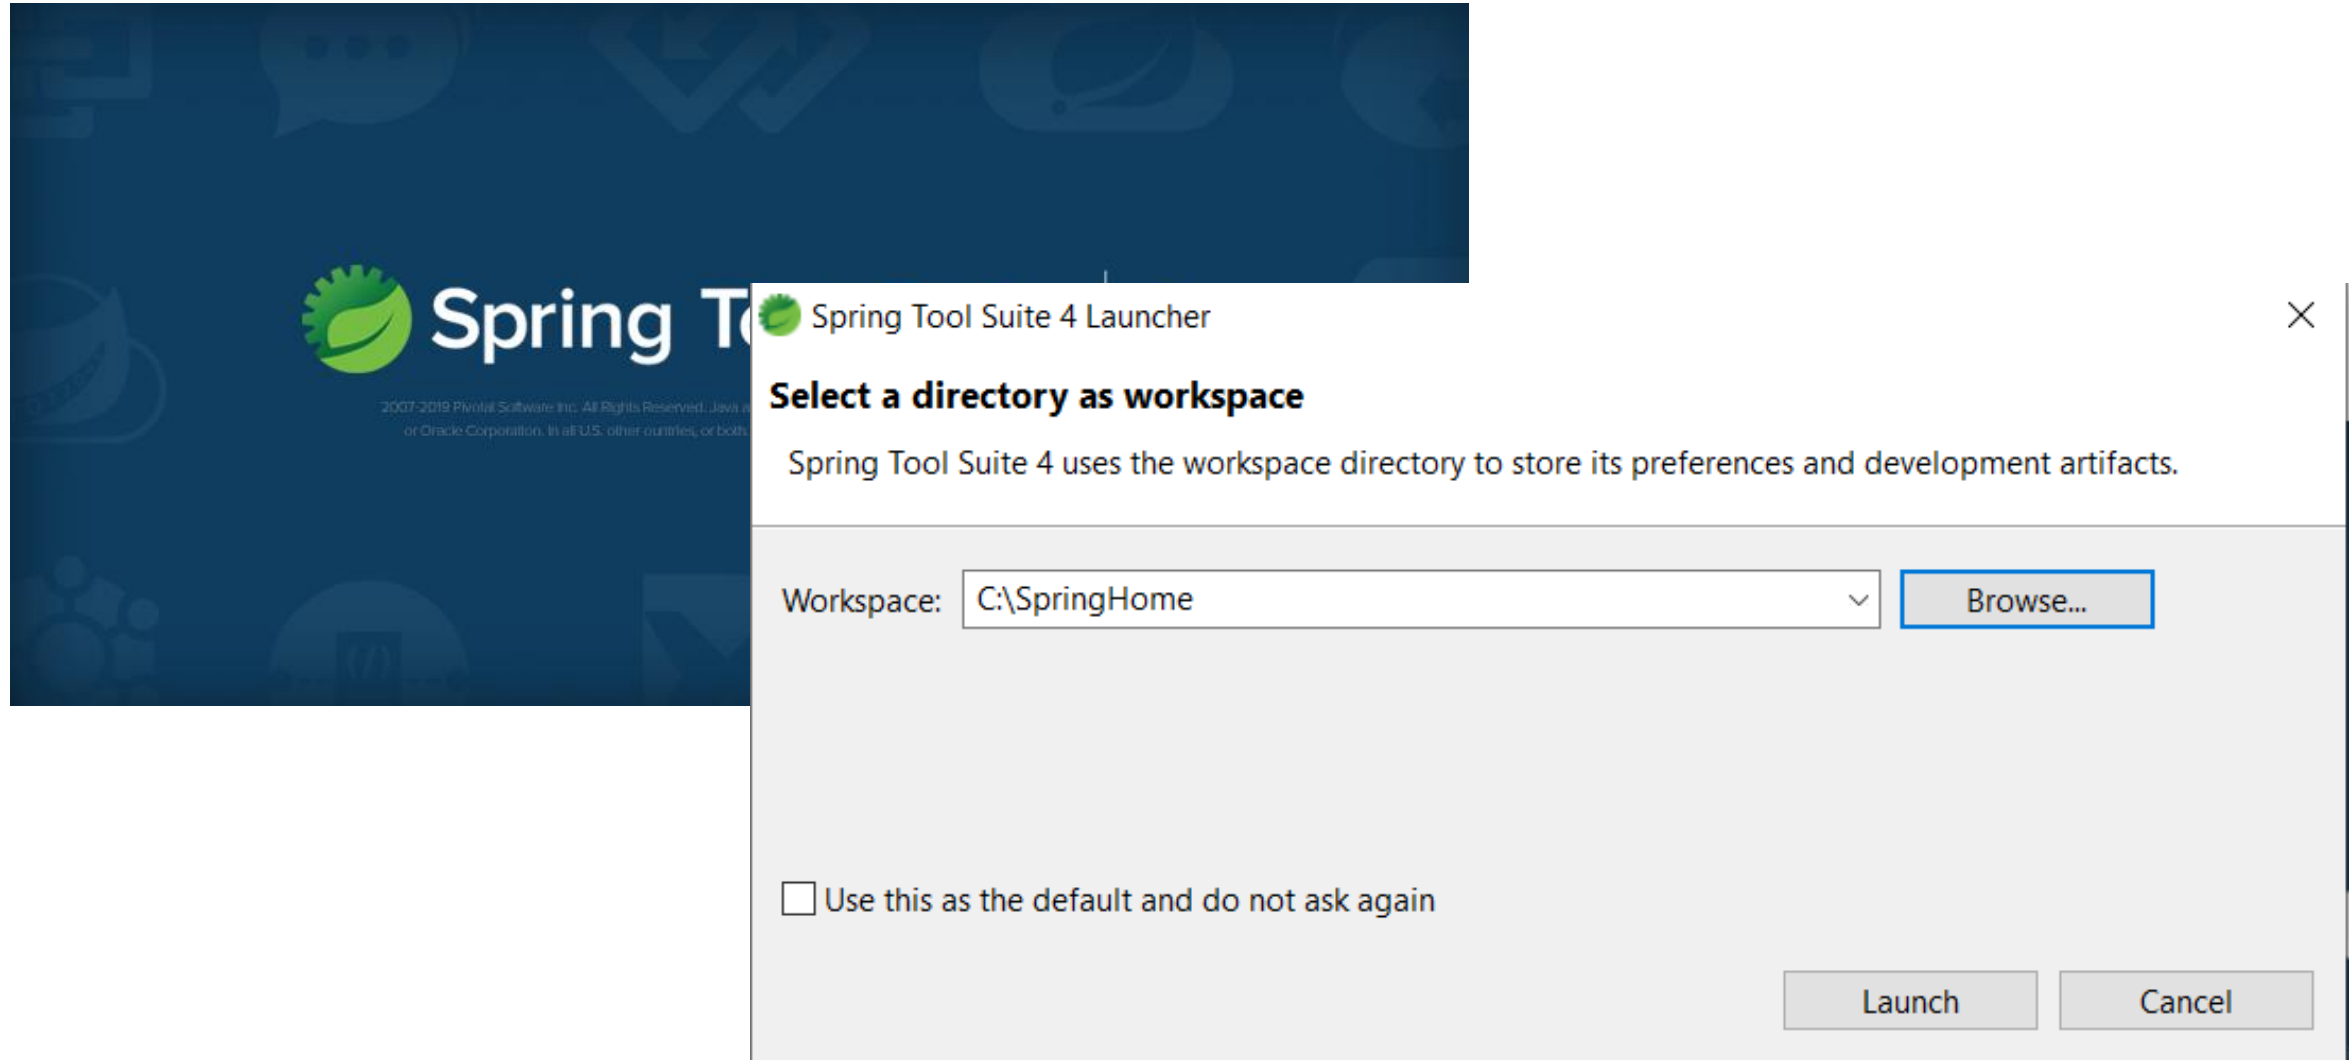 Spring T
2007-2019 Pivotal Software Inc. All Rights Reserved. Java
or Oracle Corporation. In all U.S. other ountries, or both
Spring Tool Suite 4 Launcher
Select a directory as workspace
Spring Tool Suite 4 uses the workspace directory to store its preferences and development artifacts.
Workspace: C:\SpringHome Browse...
Use this as the default and do not ask again
Launch Cancel